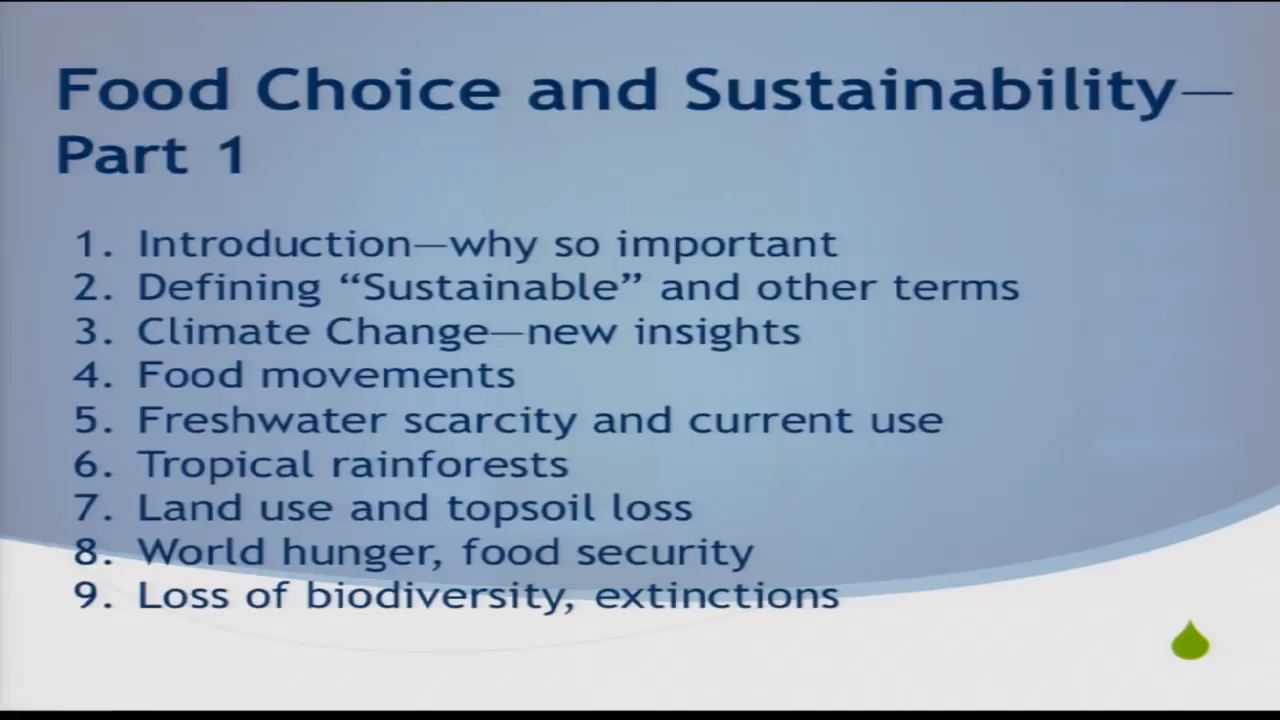 Food Choice and Sustainability—
Part 1
1. Introduction—why so important
2. Defining “Sustainable” and other terms
3. Climate Change—new insights
4. Food movements
5. Freshwater scarcity and current use
6. Tropical rainforests
7. Land use and topsoil loss
8. World hunger, food security
9. Loss of biodiversity, extinctions